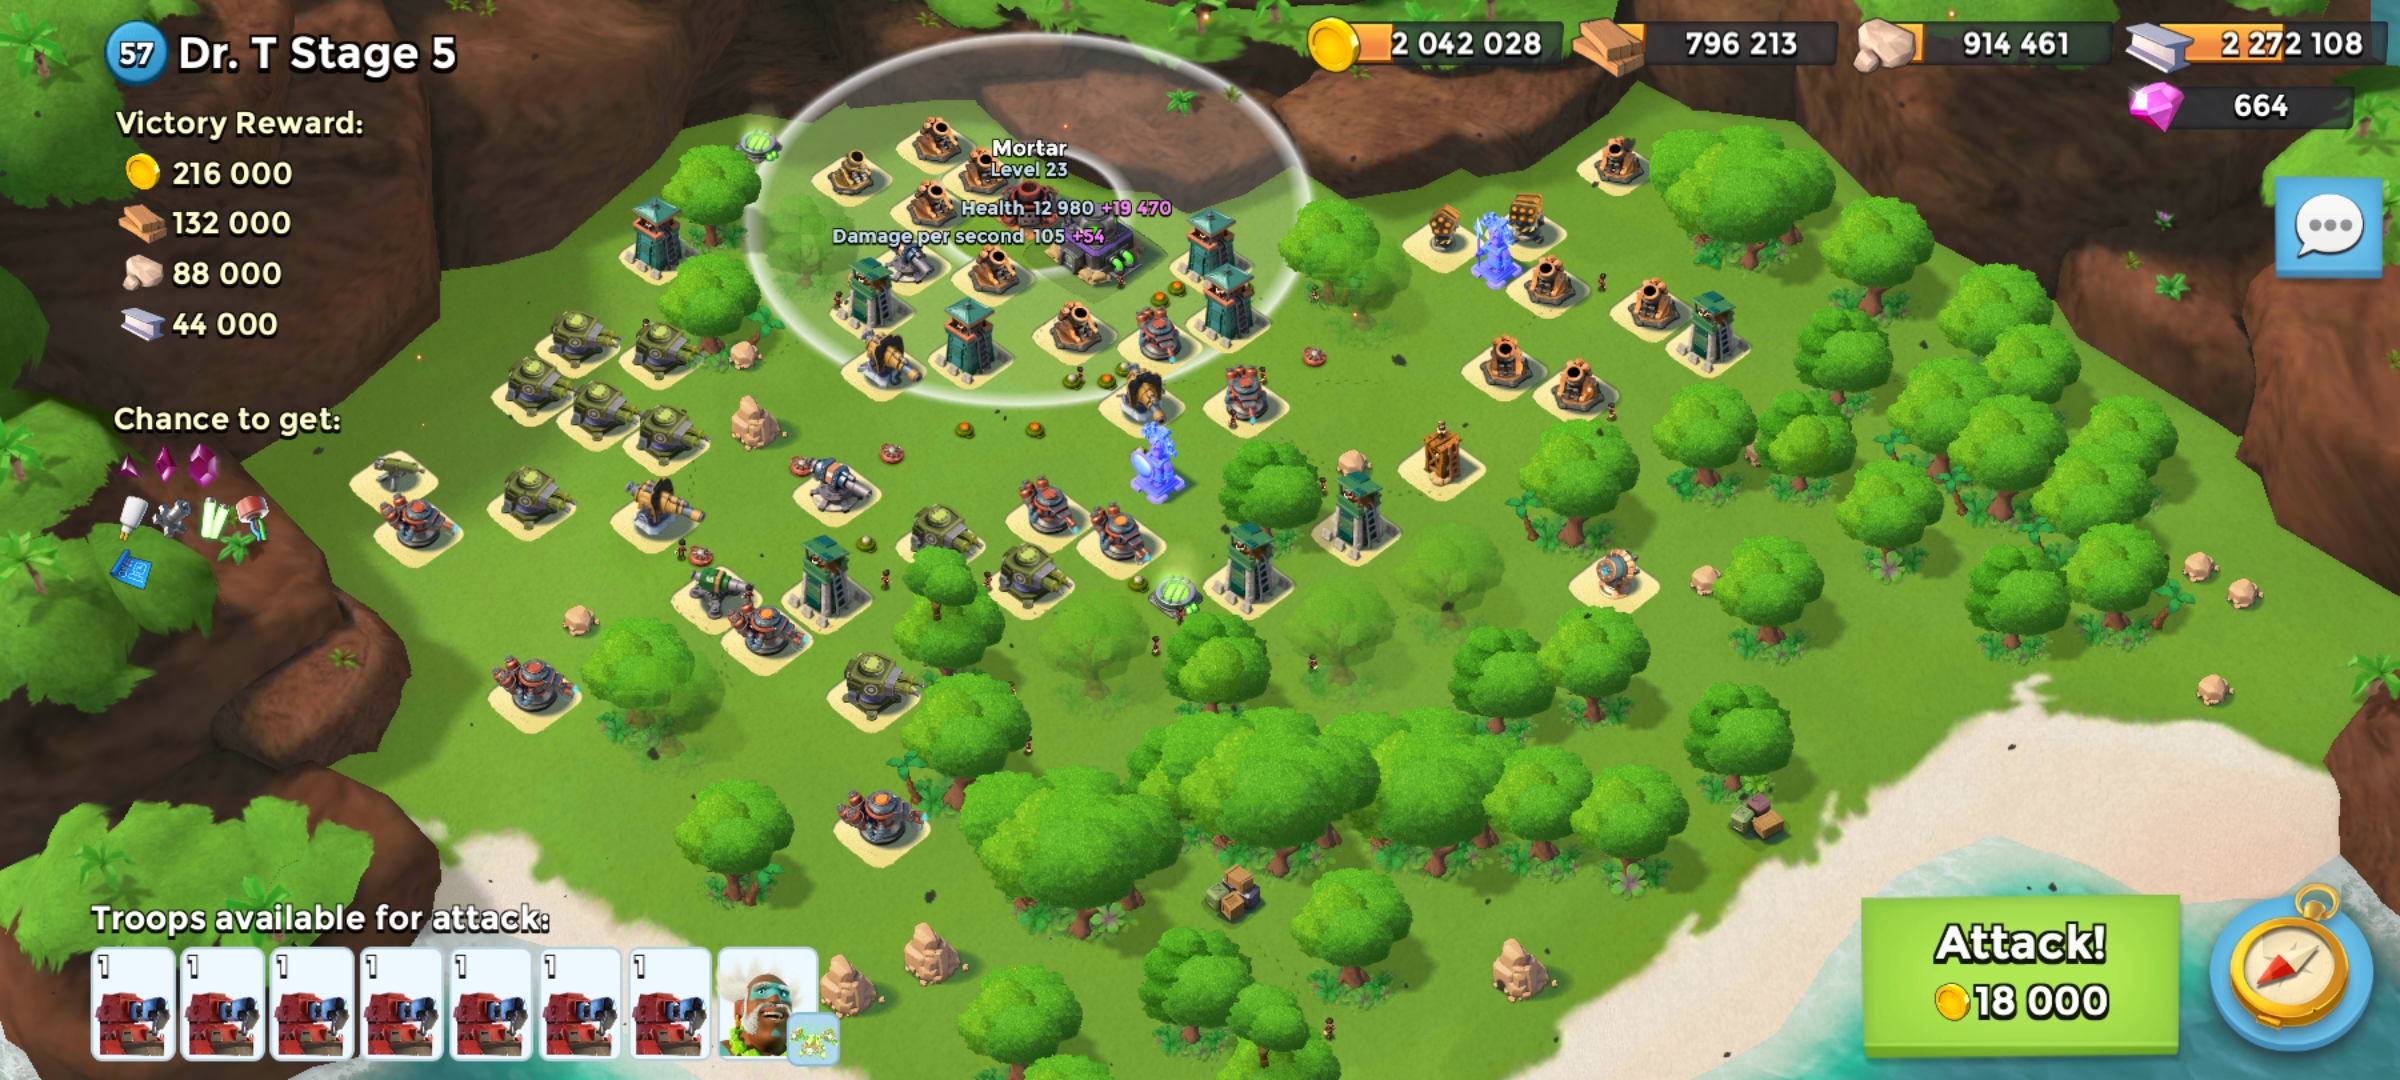 57 Dr. T Stage 5
2 042 028
796 213
914 461
2 272 108
664
Victory Reward:
216 000
132 000
88 000
44 000
Mortar
Level 23
Health 12 980 +19 470
Damage per second 105 +54
Chance to get:
Troops available for attack:
1 1 1 1 1 1 1
Attack!
18 000